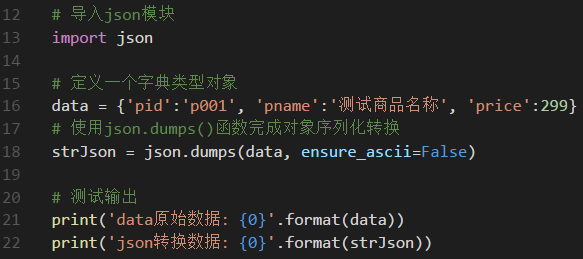 12 # 导入json模块
13 import json
14
15 # 定义一个字典类型对象
16 data = {'pid':'p001', 'pname':'测试商品名称', 'price':299}
17 # 使用json.dumps()函数完成对象序列化转换
18 strJson = json.dumps(data, ensure_ascii=False)
19
20 # 测试输出
21 print('data原始数据: {0}'.format(data))
22 print('json转换数据: {0}'.format(strJson))